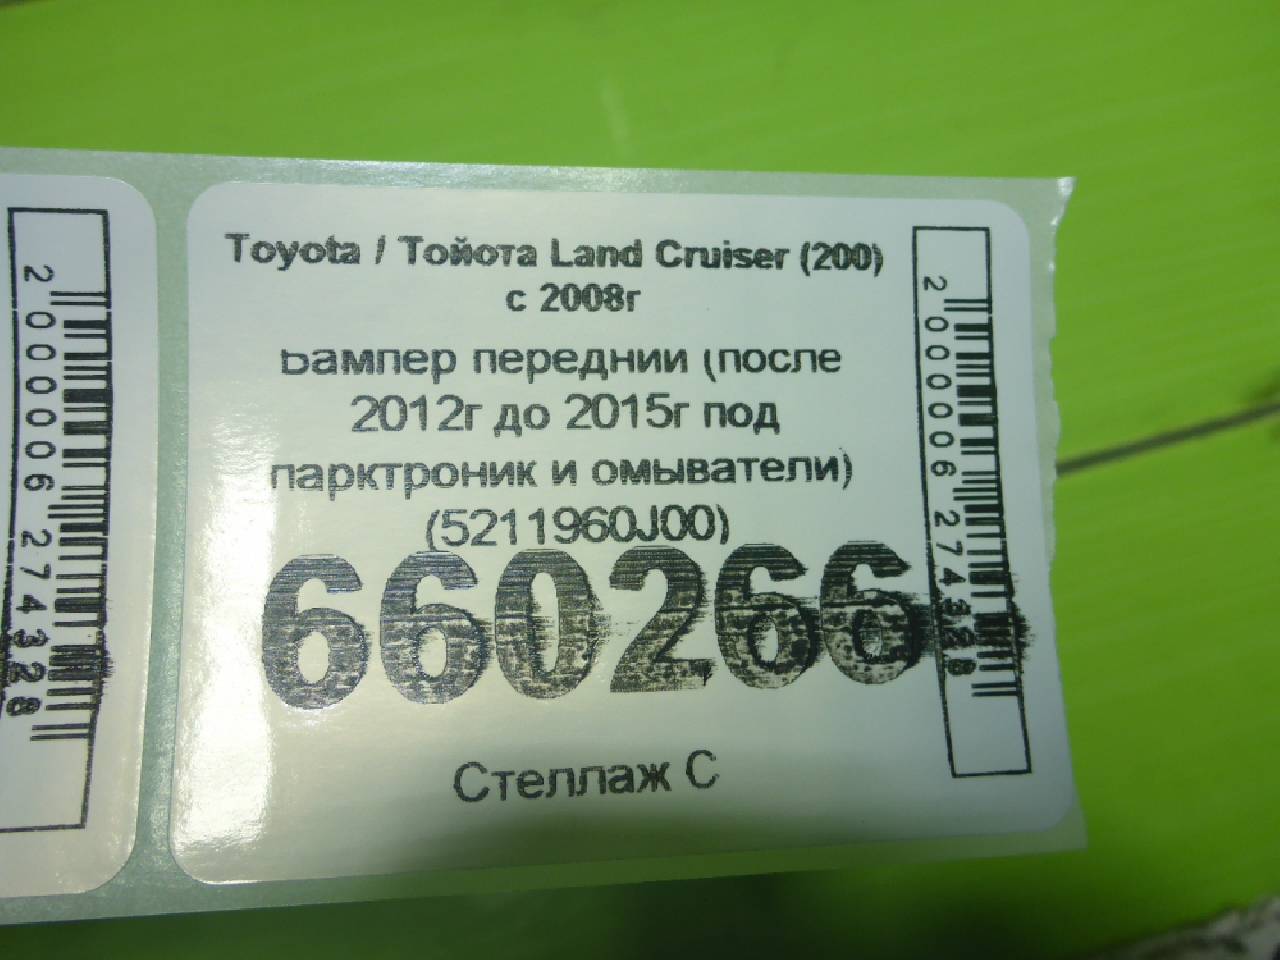 Toyota / Тойота Land Cruiser (200)
с 2008г
Бампер передний (после
2012г до 2015г под
парктроник и омыватели)
(5211960J00)
660266
Стеллаж С
2000006274328
2000006274328